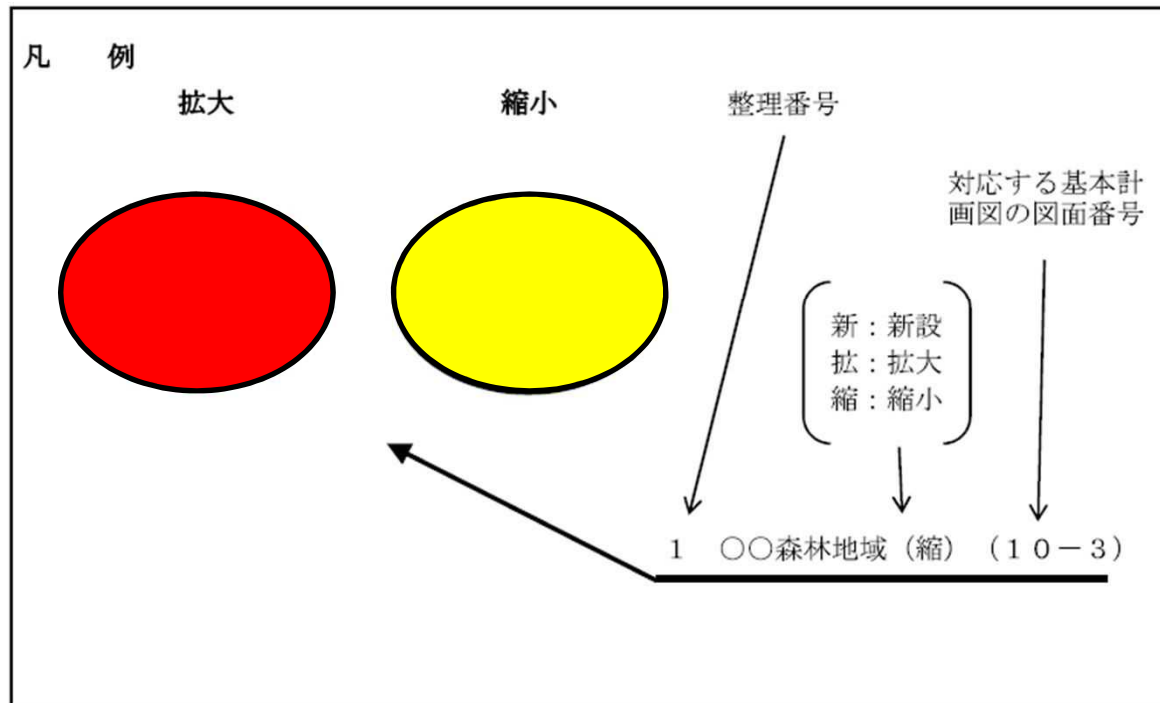 凡　例
拡大　縮小　整理番号
対応する基本計
画図の図面番号
新：新設
拡：拡大
縮：縮小
１　○○森林地域（縮）（１０－３）